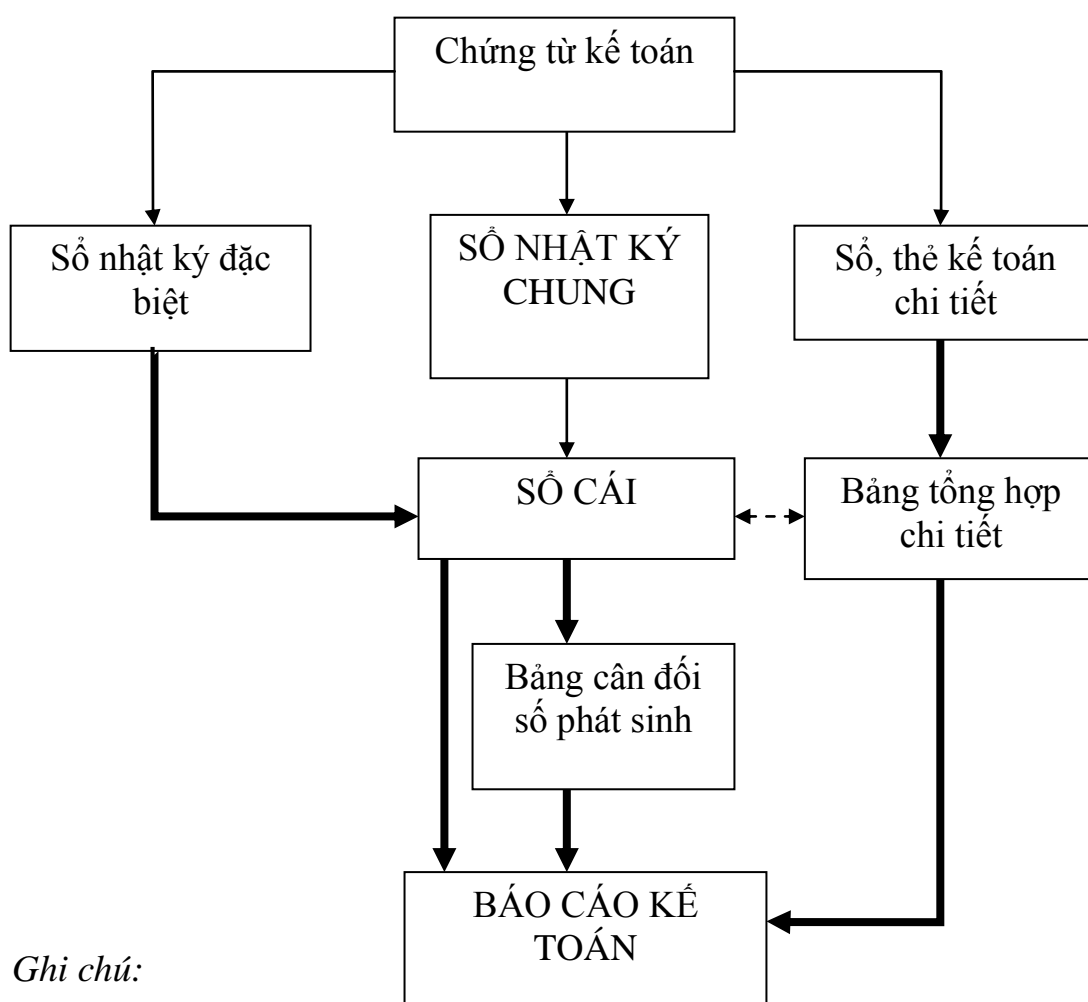 Chứng từ kế toán
Sổ nhật ký đặc
biệt
SỔ NHẬT KÝ
CHUNG
Sổ, thẻ kế toán
chi tiết
SỔ CÁI
Bảng tổng hợp
chi tiết
Bảng cân đối
số phát sinh
BÁO CÁO KẾ
TOÁN
Ghi chú: